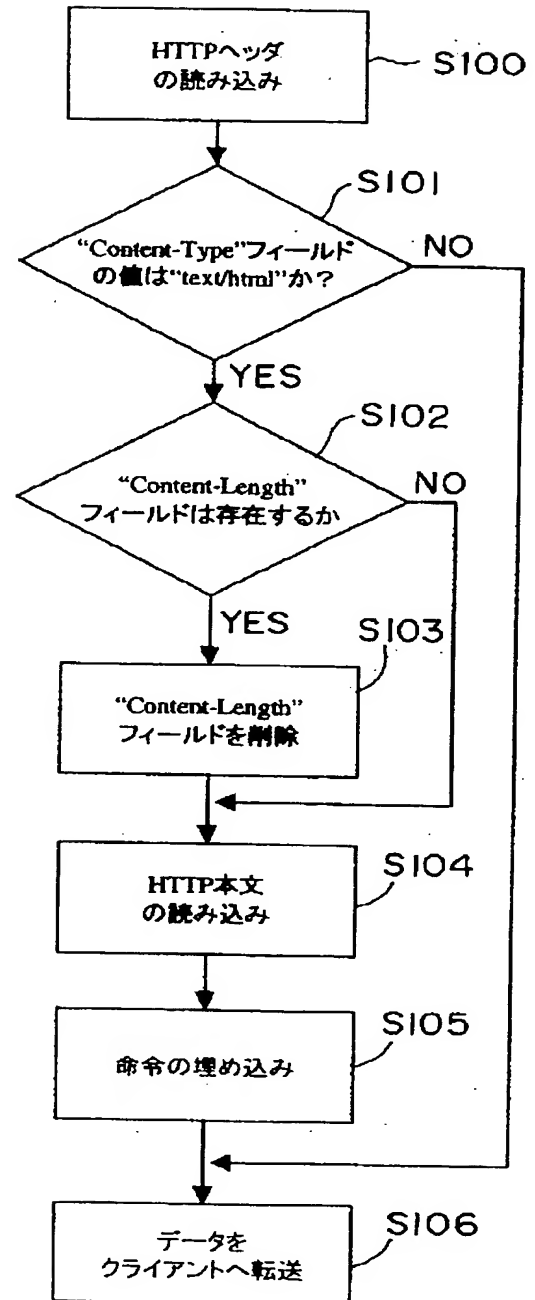 HTTPヘッダ
の読み込み
S100
S101
“Content-Type”フィールド
の値は“text/html”か？
NO
YES
S102
“Content-Length”
フィールドは存在するか
NO
YES
S103
“Content-Length”
フィールドを削除
S104
HTTP本文
の読み込み
S105
命令の埋め込み
S106
データを
クライアントへ転送